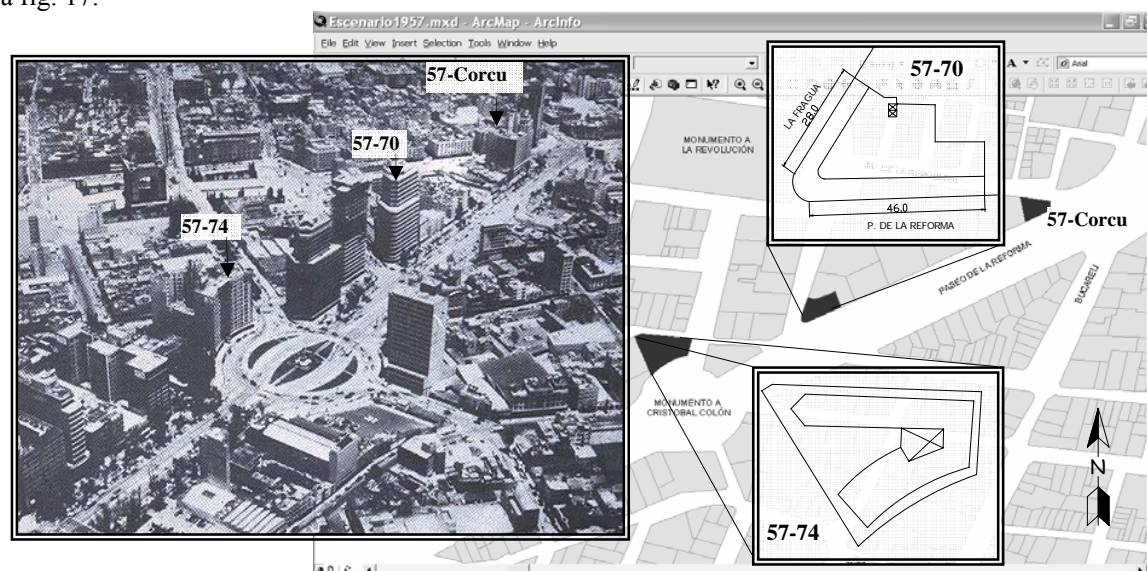 a fig. 17.
Escenario1957.mxd - ArcMap - ArcInfo
File Edit View Insert Selection Tools Window Help
A Arial
57-Corcu
57-70
57-74
57-70
LA FRAGUA
28.0
46.0
P. DE LA REFORMA
MONUMENTO A
LA REVOLUCIÓN
57-Corcu
PASEO DE LA REFORMA
BUCARELI
MONUMENTO A
CRISTOBAL COLÓN
57-74
N